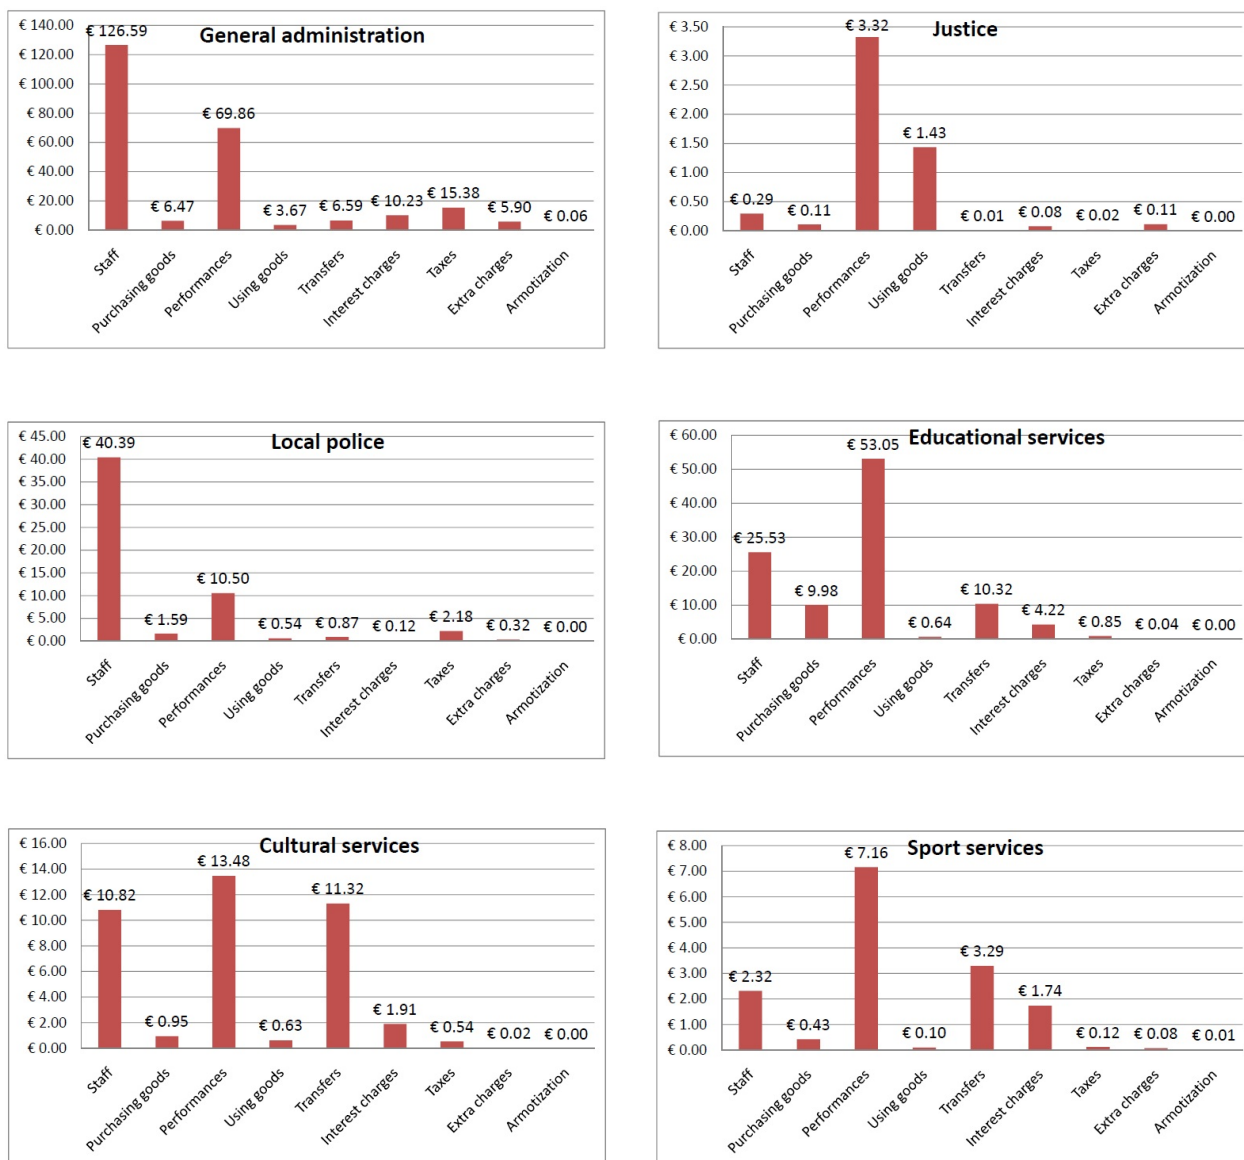 General administration
€ 140.00
€ 120.00
€ 100.00
€ 80.00
€ 60.00
€ 40.00
€ 20.00
€ 0.00
€ 126.59
€ 6.47
€ 69.86
€ 3.67
€ 6.59
€ 10.23
€ 15.38
€ 5.90
€ 0.06
Staff
Purchasing goods
Performances
Using goods
Transfers
Interest charges
Taxes
Extra charges
Armotization
Justice
€ 3.50
€ 3.00
€ 2.50
€ 2.00
€ 1.50
€ 1.00
€ 0.50
€ 0.00
€ 0.29
€ 0.11
€ 3.32
€ 1.43
€ 0.01
€ 0.08
€ 0.02
€ 0.11
€ 0.00
Staff
Purchasing goods
Performances
Using goods
Transfers
Interest charges
Taxes
Extra charges
Armotization
Local police
€ 45.00
€ 40.00
€ 35.00
€ 30.00
€ 25.00
€ 20.00
€ 15.00
€ 10.00
€ 5.00
€ 0.00
€ 40.39
€ 1.59
€ 10.50
€ 0.54
€ 0.87
€ 0.12
€ 2.18
€ 0.32
€ 0.00
Staff
Purchasing goods
Performances
Using goods
Transfers
Interest charges
Taxes
Extra charges
Armotization
Educational services
€ 60.00
€ 50.00
€ 40.00
€ 30.00
€ 20.00
€ 10.00
€ 0.00
€ 25.53
€ 9.98
€ 53.05
€ 0.64
€ 10.32
€ 4.22
€ 0.85
€ 0.04
€ 0.00
Staff
Purchasing goods
Performances
Using goods
Transfers
Interest charges
Taxes
Extra charges
Armotization
Cultural services
€ 16.00
€ 14.00
€ 12.00
€ 10.00
€ 8.00
€ 6.00
€ 4.00
€ 2.00
€ 0.00
€ 10.82
€ 0.95
€ 13.48
€ 0.63
€ 11.32
€ 1.91
€ 0.54
€ 0.02
€ 0.00
Staff
Purchasing goods
Performances
Using goods
Transfers
Interest charges
Taxes
Extra charges
Armotization
Sport services
€ 8.00
€ 7.00
€ 6.00
€ 5.00
€ 4.00
€ 3.00
€ 2.00
€ 1.00
€ 0.00
€ 2.32
€ 0.43
€ 7.16
€ 0.10
€ 3.29
€ 1.74
€ 0.12
€ 0.08
€ 0.01
Staff
Purchasing goods
Performances
Using goods
Transfers
Interest charges
Taxes
Extra charges
Armotization